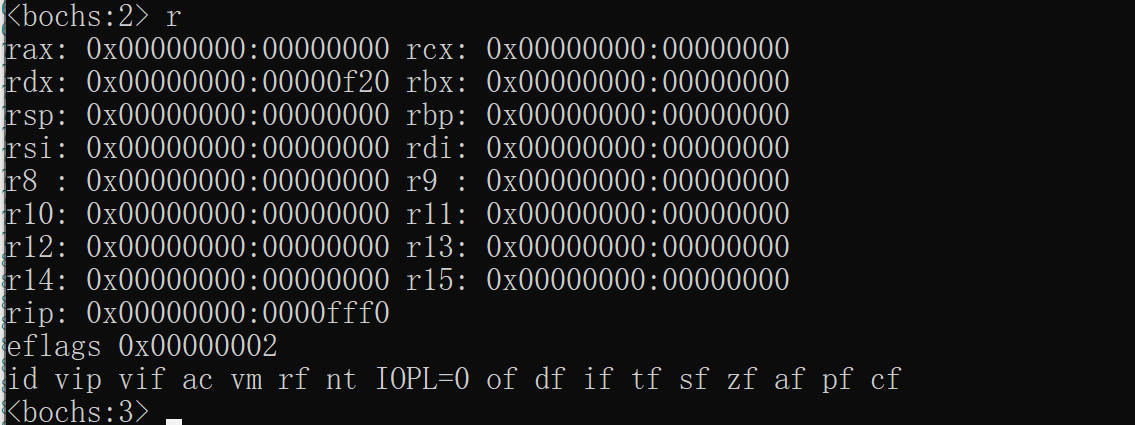 <bochs:2> r
rax: 0x00000000:00000000 rcx: 0x00000000:00000000
rdx: 0x00000000:00000f20 rbx: 0x00000000:00000000
rsp: 0x00000000:00000000 rbp: 0x00000000:00000000
rsi: 0x00000000:00000000 rdi: 0x00000000:00000000
r8 : 0x00000000:00000000 r9 : 0x00000000:00000000
r10: 0x00000000:00000000 r11: 0x00000000:00000000
r12: 0x00000000:00000000 r13: 0x00000000:00000000
r14: 0x00000000:00000000 r15: 0x00000000:00000000
rip: 0x00000000:0000fff0
eflags 0x00000002
id vip vif ac vm rf nt IOPL=0 of df if tf sf zf af pf cf
<bochs:3>